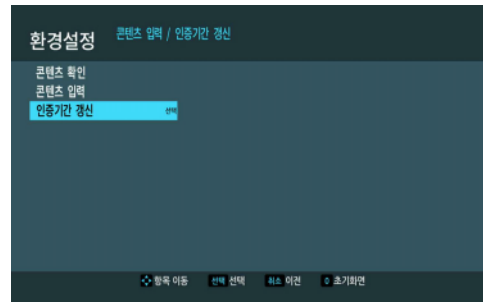 환경설정 콘텐츠 입력 / 인증기간 갱신
콘텐츠 확인
콘텐츠 입력
인증기간 갱신 선택
항목 이동 선택 선택 취소 이전 0 초기화면